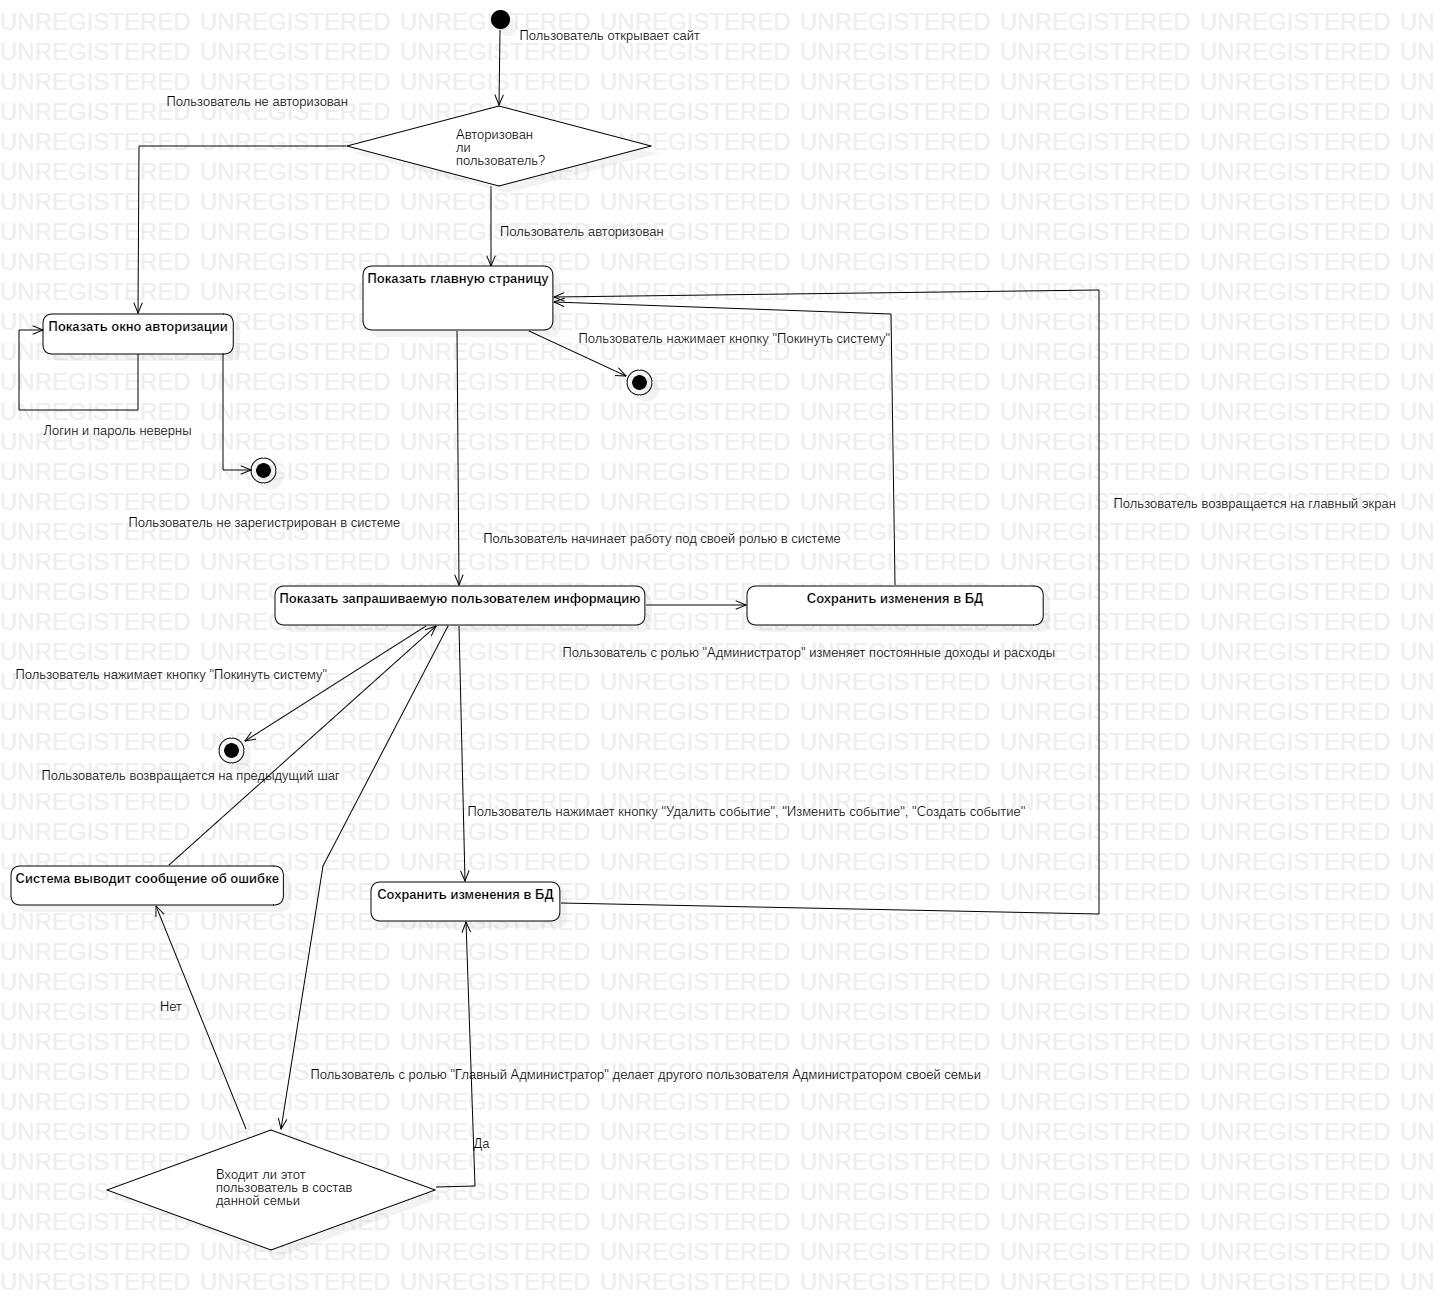 Пользователь открывает сайт
Пользователь не авторизован
Авторизован
ли
пользователь?
Пользователь авторизован
Показать главную страницу
Показать окно авторизации
Пользователь нажимает кнопку "Покинуть систему"
Логин и пароль неверны
Пользователь возвращается на главный экран
Пользователь не зарегистрирован в системе
Пользователь начинает работу под своей ролью в системе
Показать запрашиваемую пользователем информацию
Сохранить изменения в БД
Пользователь с ролью "Администратор" изменяет постоянные доходы и расходы
Пользователь нажимает кнопку "Покинуть систему"
Пользователь возвращается на предыдущий шаг
Пользователь нажимает кнопку "Удалить событие", "Изменить событие", "Создать событие"
Система выводит сообщение об ошибке
Сохранить изменения в БД
Нет
Пользователь с ролью "Главный Администратор" делает другого пользователя Администратором своей семьи
Да
Входит ли этот
пользователь в состав
данной семьи